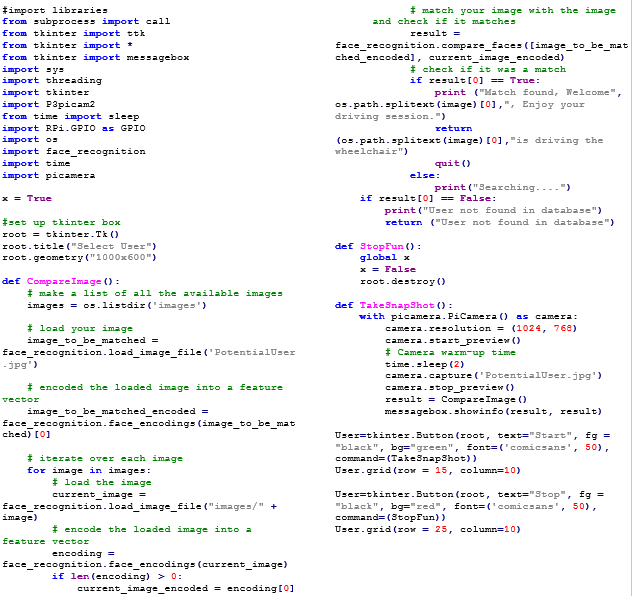 #import libraries
from subprocess import call
from tkinter import ttk
from tkinter import *
from tkinter import messagebox
import sys
import threading
import tkinter
import P3picam2
from time import sleep
import RPi.GPIO as GPIO
import os
import face_recognition
import time
import picamera
x = True
#set up tkinter box
root = tkinter.Tk()
root.title("Select User")
root.geometry("1000x600")
def CompareImage():
# make a list of all the available images
images = os.listdir('images')
# load your image
image_to_be_matched =
face_recognition.load_image_file('PotentialUser
.jpg')
# encoded the loaded image into a feature
vector
image_to_be_matched_encoded =
face_recognition.face_encodings(image_to_be_mat
ched)[0]
# iterate over each image
for image in images:
# load the image
current_image =
face_recognition.load_image_file("images/" +
image)
# encode the loaded image into a
feature vector
encoding =
face_recognition.face_encodings(current_image)
if len(encoding) > 0:
current_image_encoded = encoding[0]
# match your image with the image
and check if it matches
result =
face_recognition.compare_faces([image_to_be_mat
ched_encoded], current_image_encoded)
# check if it was a match
if result[0] == True:
print ("Match found, Welcome",
os.path.splitext(image)[0],", Enjoy your
driving session.")
return
(os.path.splitext(image)[0],"is driving the
wheelchair")
quit()
else:
print("Searching....")
if result[0] == False:
print("User not found in database")
return ("User not found in database")
def StopFun():
global x
x = False
root.destroy()
def TakeSnapShot():
with picamera.PiCamera() as camera:
camera.resolution = (1024, 768)
camera.start_preview()
# Camera warm-up time
time.sleep(2)
camera.capture('PotentialUser.jpg')
camera.stop_preview()
result = CompareImage()
messagebox.showinfo(result, result)
User=tkinter.Button(root, text="Start", fg =
"black", bg="green", font=('comicsans', 50),
command=(TakeSnapShot))
User.grid(row = 15, column=10)
User=tkinter.Button(root, text="Stop", fg =
"black", bg="red", font=('comicsans', 50),
command=(StopFun))
User.grid(row = 25, column=10)